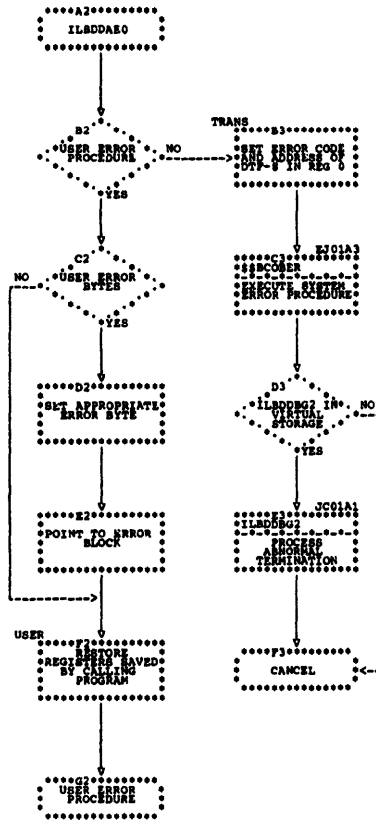 A2
ILBDDAE0
B2
USER ERROR
PROCEDURE
NO
YES
C2
NO
USER ERROR
BYTES
YES
D2
SET APPROPRIATE
ERROR BYTE
E2
POINT TO ERROR
BLOCK
USER
F2
RESTORE
REGISTERS SAVED
BY CALLING
PROGRAM
G2
USER ERROR
PROCEDURE
TRANS
B3
SET ERROR CODE
AND ADDRESS OF
IN REG 0
EJ01A3
C3
$$BCOBER
EXECUTE SYSTEM
ERROR PROCEDURE
D3
ILBDDBG2 IN
VIRTUAL
STORAGE
NO
YES
JC01A1
E3
ILBDDBG2
PROCESS
ABNORMAL
TERMINATION
F3
CANCEL